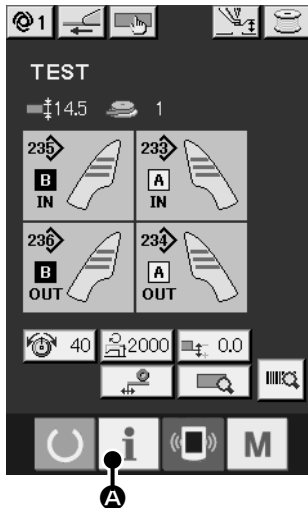 1
TEST
14.5 1
235 233
B A
IN IN
236 234
B A
OUT OUT
40 2000 0.0
i M
A